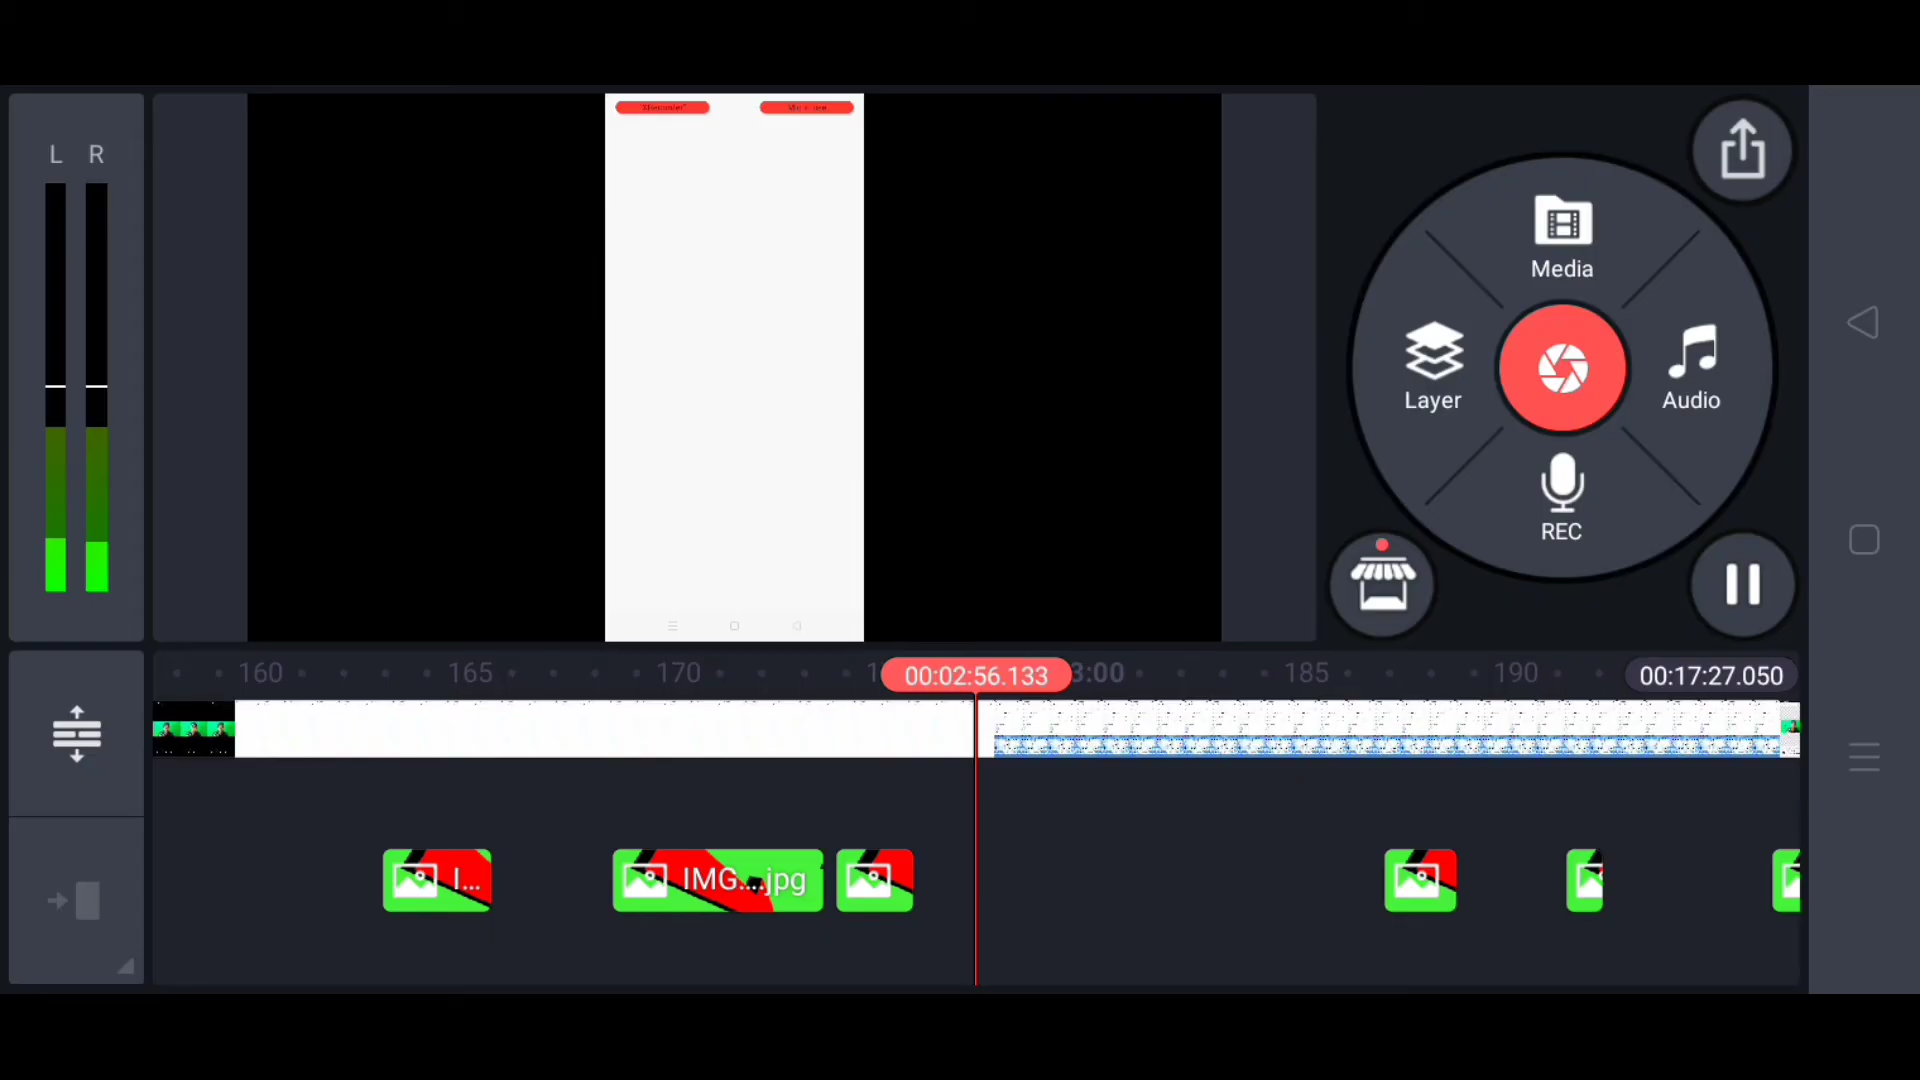 L R
Media
Layer
Audio
REC
160
165
170
00:02:56.133
3:00
185
190
00:17:27.050
I...
IMG...jpg